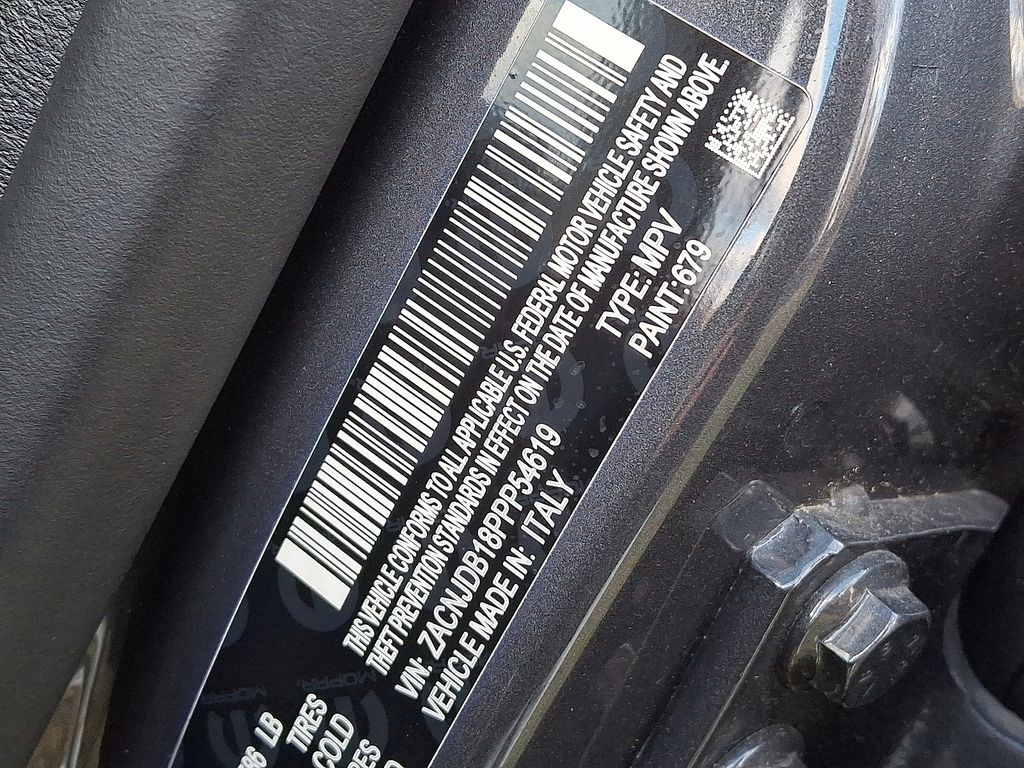 THIS VEHICLE CONFORMS TO ALL APPLICABLE U.S. FEDERAL MOTOR VEHICLE SAFETY AND
THEFT PREVENTION STANDARDS IN EFFECT ON THE DATE OF MANUFACTURE SHOWN ABOVE.
VIN: ZACNJDB18PPP54619 TYPE: MPV
VEHICLE MADE IN: ITALY PAINT: 679
LB
TIRES
COLD
MOPAR